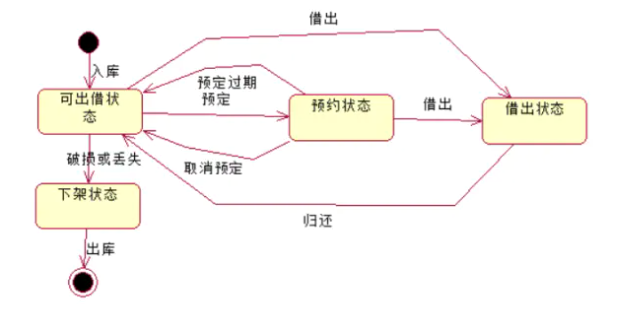 借出
入库
预定过期
预定
可出借状
态
预约状态
借出
借出状态
破损或丢失
取消预定
下架状态
归还
出库